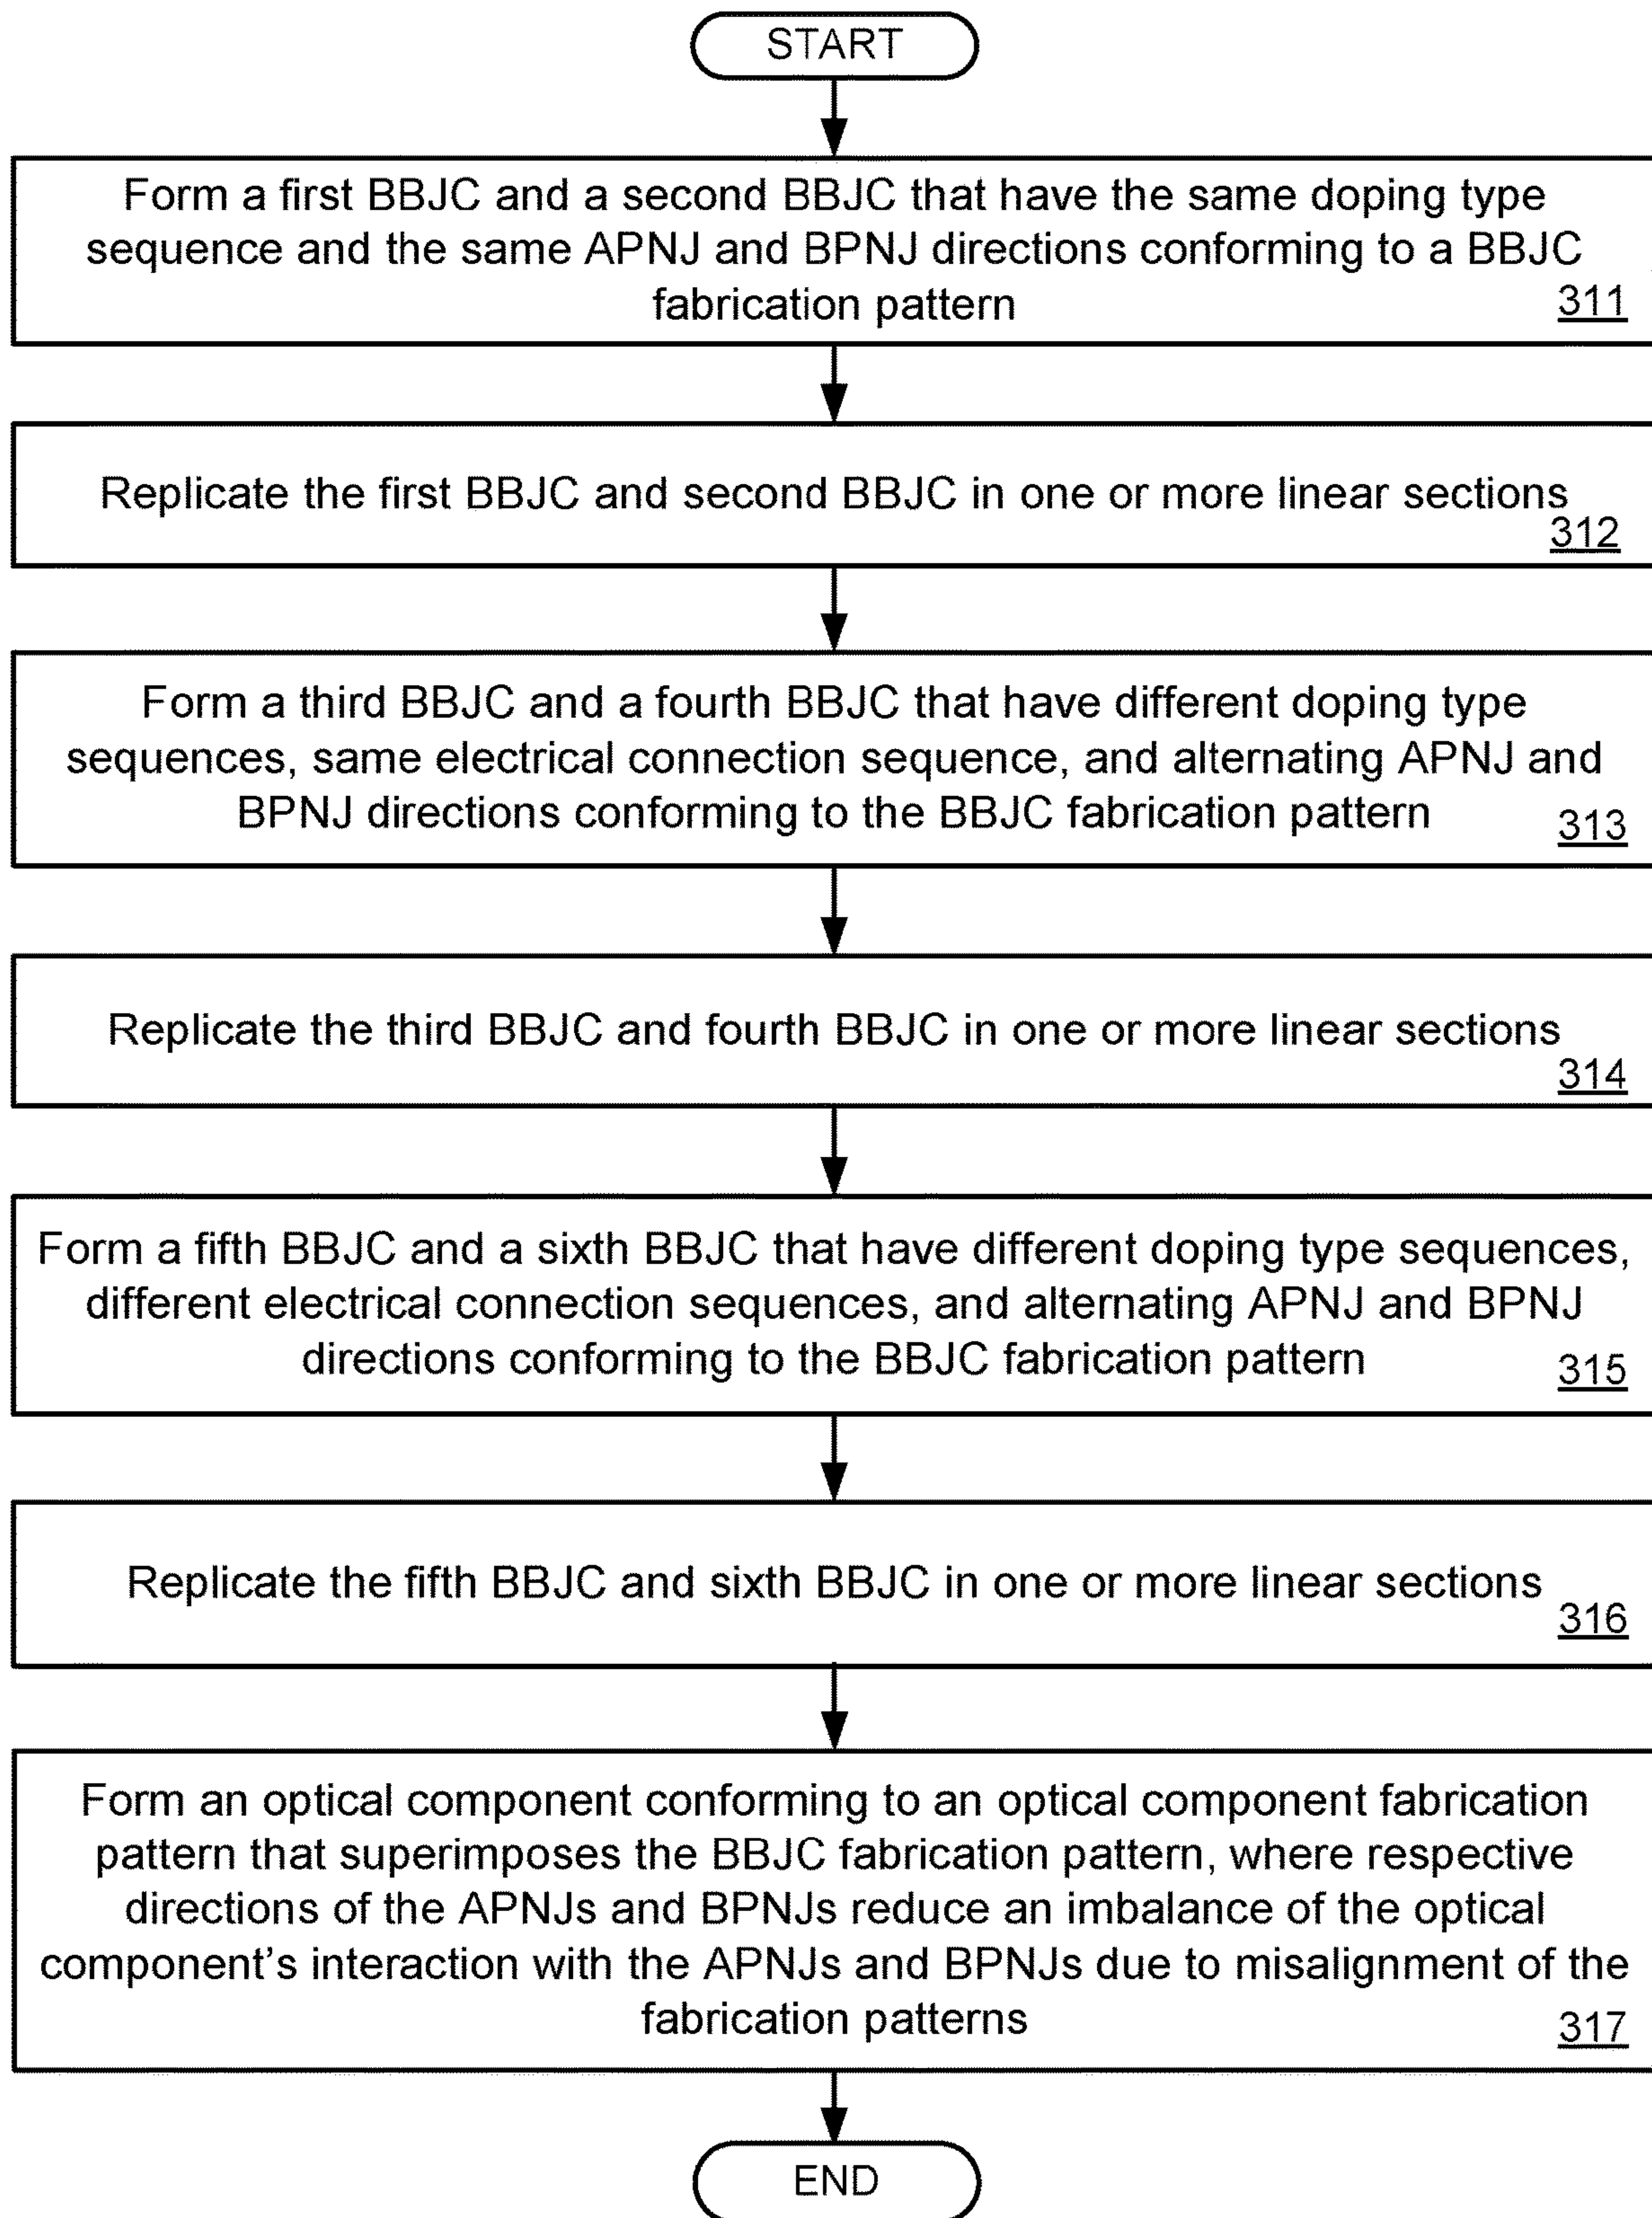 START
Form a first BBJC and a second BBJC that have the same doping type
sequence and the same APNJ and BPNJ directions conforming to a BBJC
fabrication pattern
311
Replicate the first BBJC and second BBJC in one or more linear sections
312
Form a third BBJC and a fourth BBJC that have different doping type
sequences, same electrical connection sequence, and alternating APNJ and
BPNJ directions conforming to the BBJC fabrication pattern
313
Replicate the third BBJC and fourth BBJC in one or more linear sections
314
Form a fifth BBJC and a sixth BBJC that have different doping type sequences,
different electrical connection sequences, and alternating APNJ and BPNJ
directions conforming to the BBJC fabrication pattern
315
Replicate the fifth BBJC and sixth BBJC in one or more linear sections
316
Form an optical component conforming to an optical component fabrication
pattern that superimposes the BBJC fabrication pattern, where respective
directions of the APNJs and BPNJs reduce an imbalance of the optical
component's interaction with the APNJs and BPNJs due to misalignment of the
fabrication patterns
317
END